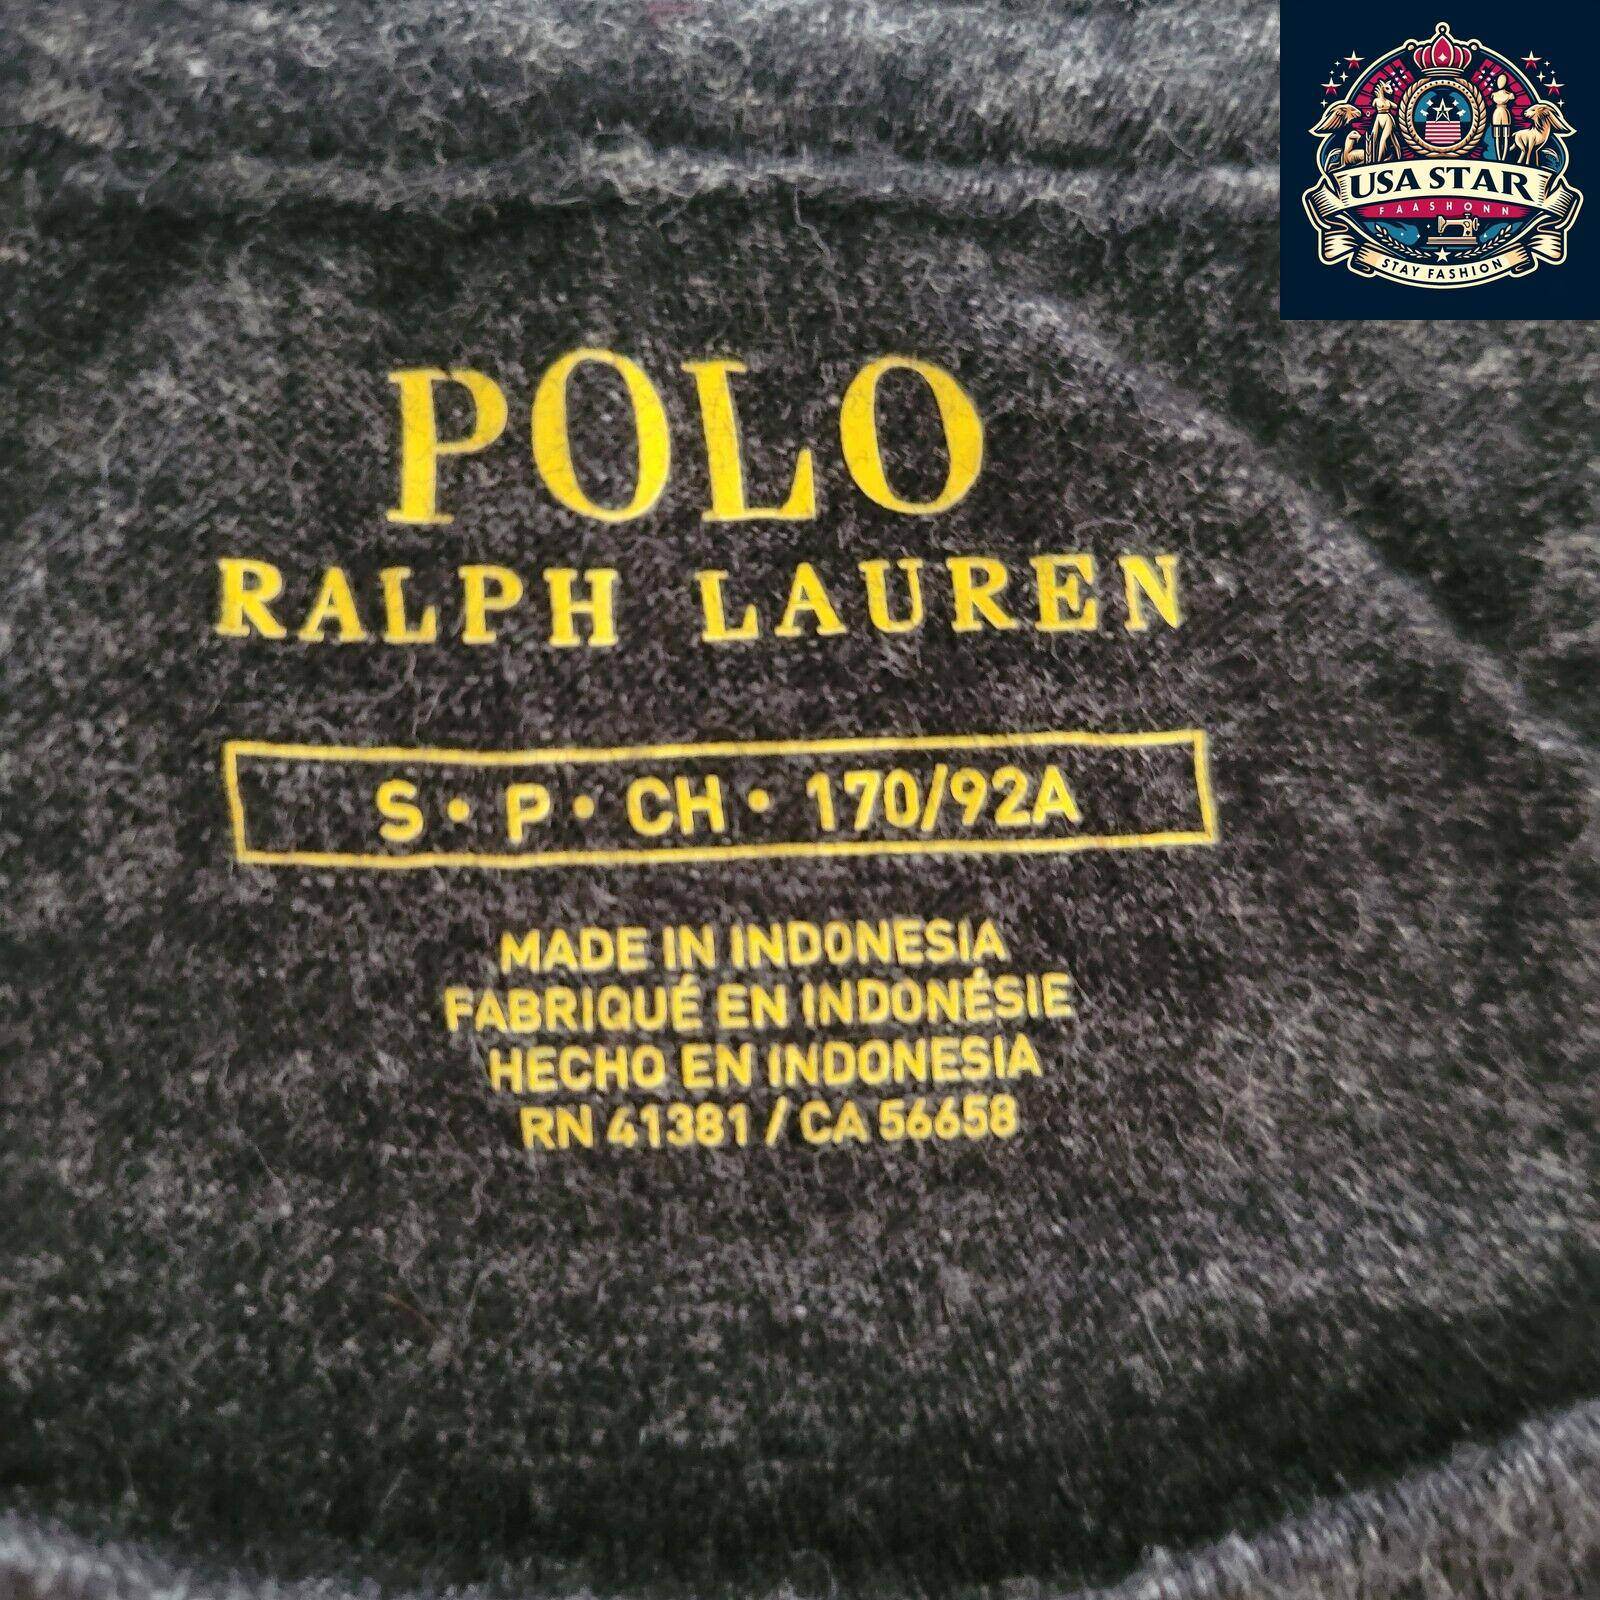 USA STAR
FAASHONN
STAY FASHION
POLO
RALPH LAUREN
S • P • CH • 170/92A
MADE IN INDONESIA
FABRIQUÉ EN INDONÉSIE
HECHO EN INDONESIA
RN 41381 / CA 56658